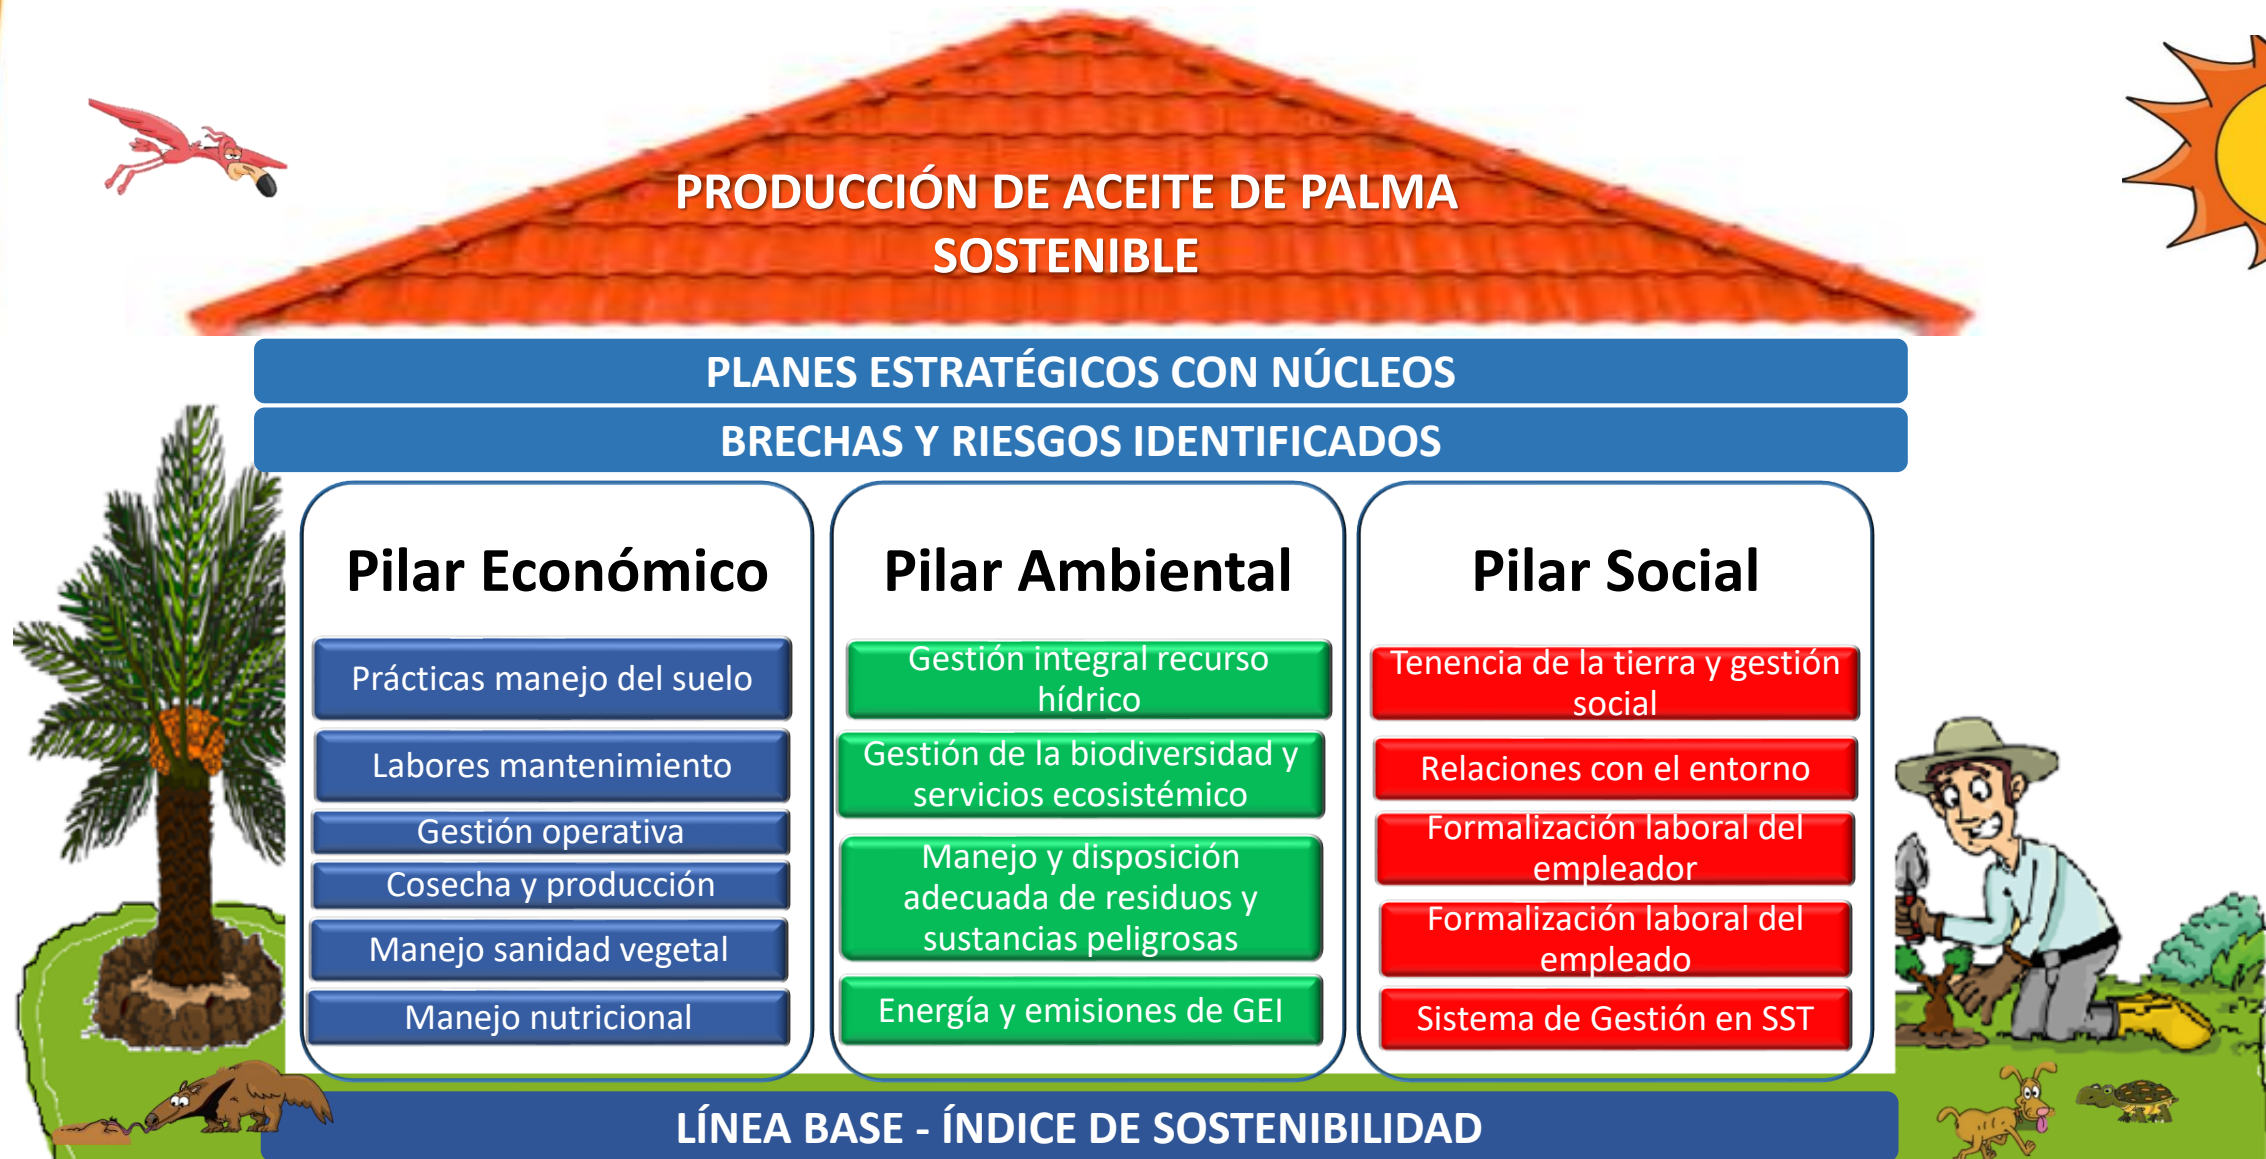 PRODUCCIÓN DE ACEITE DE PALMA
SOSTENIBLE
PLANES ESTRATÉGICOS CON NÚCLEOS
BRECHAS Y RIESGOS IDENTIFICADOS
Pilar Económico
Prácticas manejo del suelo
Labores mantenimiento
Gestión operativa
Cosecha y producción
Manejo sanidad vegetal
Manejo nutricional
Pilar Ambiental
Gestión integral recurso
hídrico
Gestión de la biodiversidad y
servicios ecosistémico
Manejo y disposición
adecuada de residuos y
sustancias peligrosas
Energía y emisiones de GEI
Pilar Social
Tenencia de la tierra y gestión
social
Relaciones con el entorno
Formalización laboral del
empleador
Formalización laboral del
empleado
Sistema de Gestión en SST
LÍNEA BASE - ÍNDICE DE SOSTENIBILIDAD